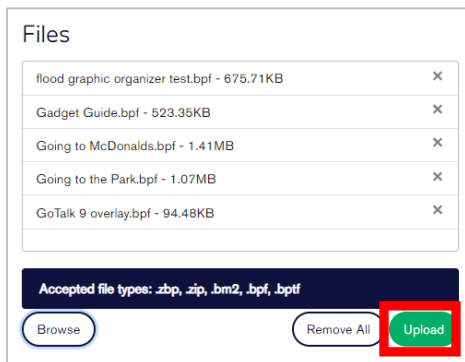 Files
flood graphic organizer test.bpf - 675.71KB ×
Gadget Guide.bpf - 523.35KB ×
Going to McDonalds.bpf - 1.41MB ×
Going to the Park.bpf - 1.07MB ×
GoTalk 9 overlay.bpf - 94.48KB ×
Accepted file types: .zbp, .zip, .bm2, .bpf, .bptf
Browse Remove All Upload